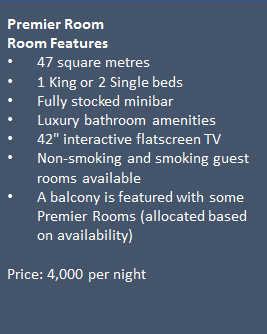 Premier Room
Room Features
• 47 square metres
• 1 King or 2 Single beds
• Fully stocked minibar
• Luxury bathroom amenities
• 42" interactive flatscreen TV
• Non-smoking and smoking guest
rooms available
• A balcony is featured with some
Premier Rooms (allocated based
on availability)
Price: 4,000 per night